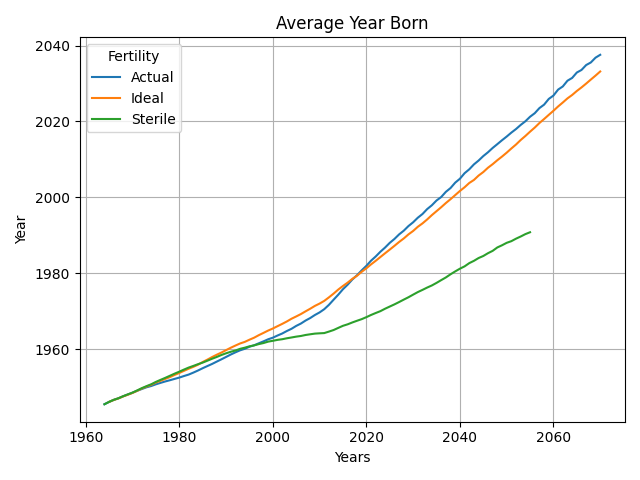 Average Year Born
Fertility
Actual
Ideal
Sterile
2040
2020
2000
1980
1960
Year
1960 1980 2000 2020 2040 2060
Years